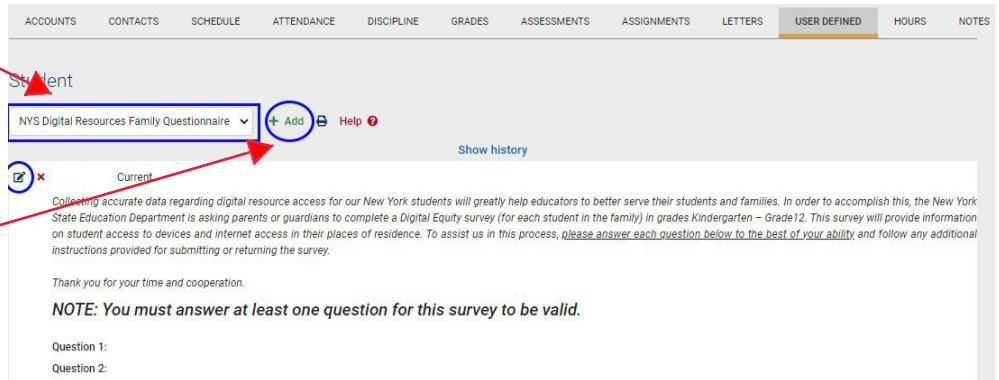 ACCOUNTS CONTACTS SCHEDULE ATTENDANCE DISCIPLINE GRADES ASSESSMENTS ASSIGNMENTS LETTERS USER DEFINED HOURS NOTES
Student
NYS Digital Resources Family Questionnaire + Add Help
Show history
Current
Collecting accurate data regarding digital resource access for our New York students will greatly help educators to better serve their students and families. In order to accomplish this, the New York
State Education Department is asking parents or guardians to complete a Digital Equity survey (for each student in the family) in grades Kindergarten – Grade12. This survey will provide information
on student access to devices and internet access in their places of residence. To assist us in this process, please answer each question below to the best of your ability and follow any additional
instructions provided for submitting or returning the survey.
Thank you for your time and cooperation.
NOTE: You must answer at least one question for this survey to be valid.
Question 1:
Question 2: